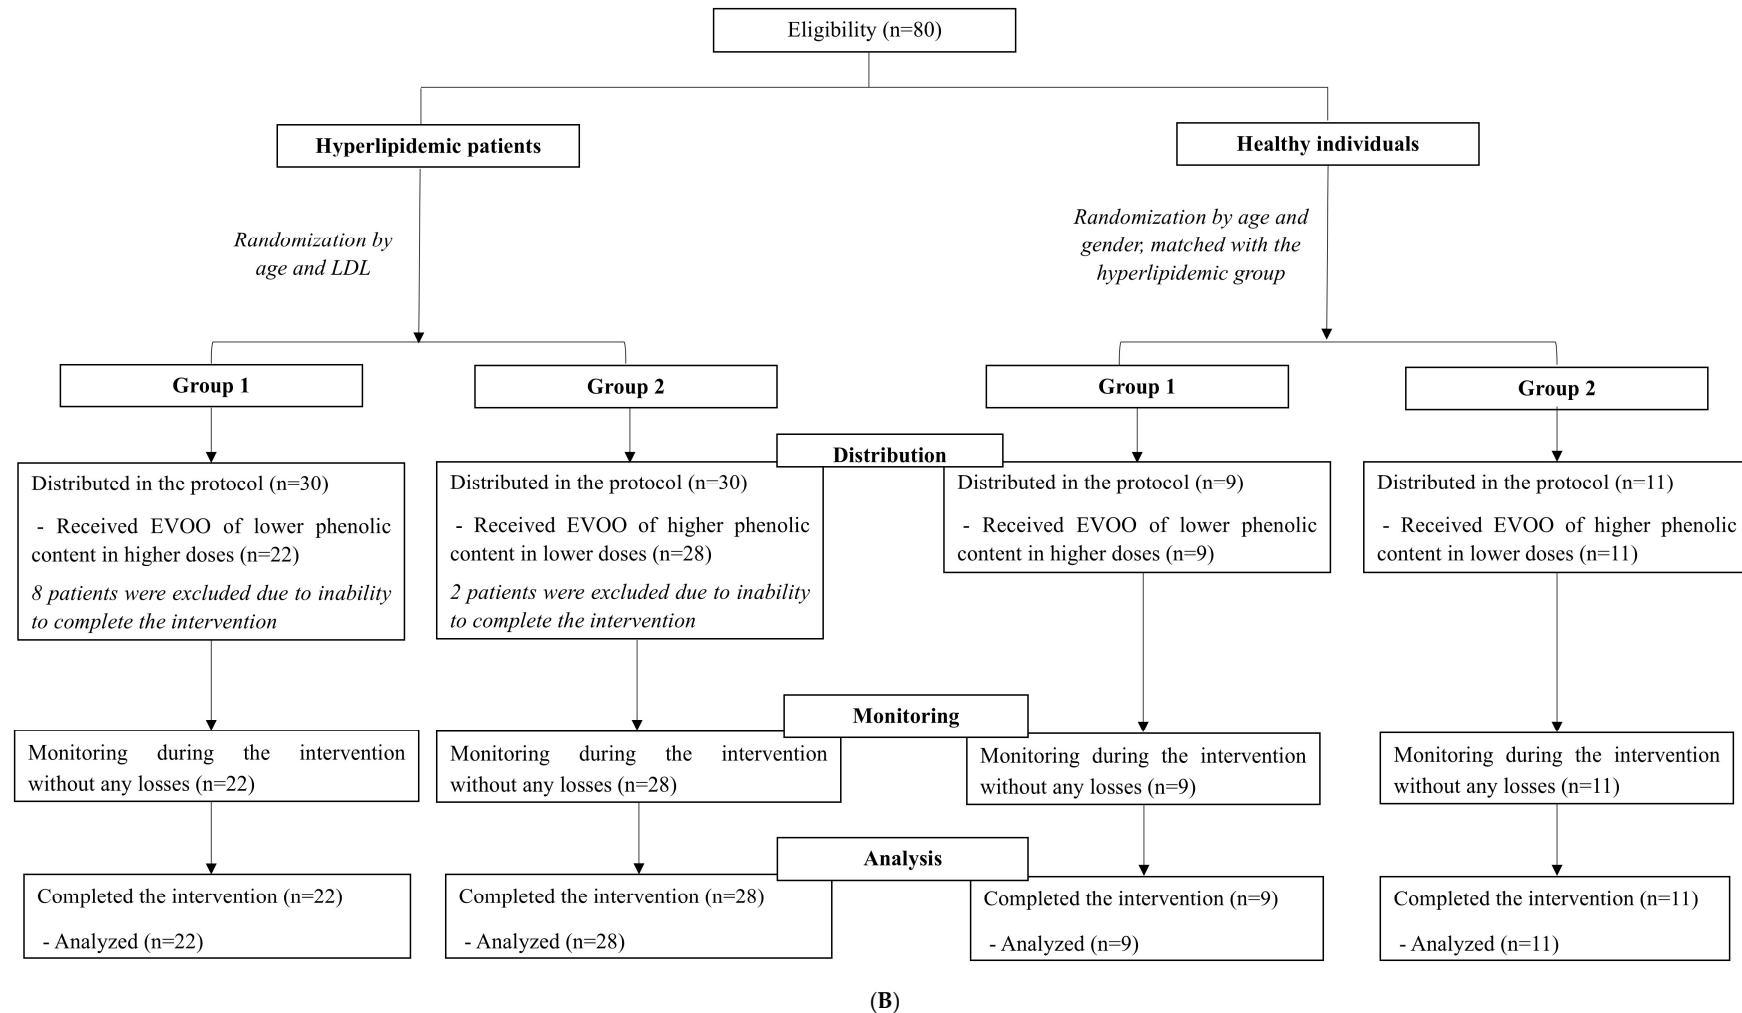 Eligibility (n=80)
Hyperlipidemic patients
Healthy individuals
Randomization by
age and LDL
Randomization by age and
gender, matched with the
hyperlipidemic group
Group 1
Group 2
Group 1
Group 2
Distribution
Distributed in the protocol (n=30)
- Received EVOO of lower phenolic
content in higher doses (n=22)
8 patients were excluded due to inability
to complete the intervention
Distributed in the protocol (n=30)
- Received EVOO of higher phenolic
content in lower doses (n=28)
2 patients were excluded due to inability
to complete the intervention
Distributed in the protocol (n=9)
- Received EVOO of lower phenolic
content in higher doses (n=9)
Distributed in the protocol (n=11)
- Received EVOO of higher phenolic
content in lower doses (n=11)
Monitoring
Monitoring during the intervention
without any losses (n=22)
Monitoring during the intervention
without any losses (n=28)
Monitoring during the intervention
without any losses (n=9)
Monitoring during the intervention
without any losses (n=11)
Analysis
Completed the intervention (n=22)
- Analyzed (n=22)
Completed the intervention (n=28)
- Analyzed (n=28)
Completed the intervention (n=9)
- Analyzed (n=9)
Completed the intervention (n=11)
- Analyzed (n=11)
(B)